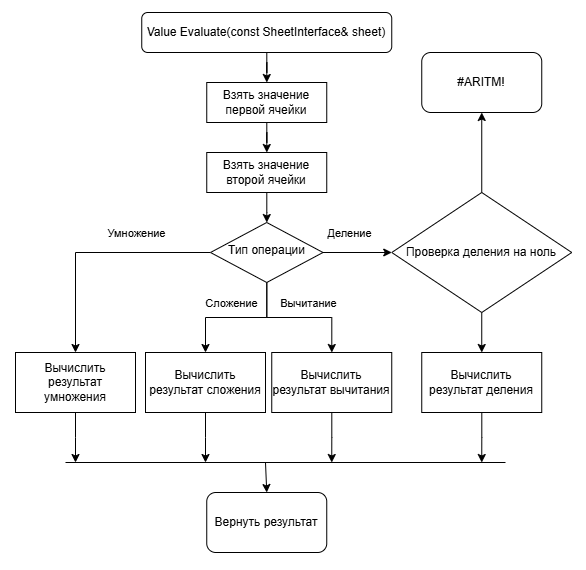 Value Evaluate(const SheetInterface& sheet)
Взять значение
первой ячейки
#ARITM!
Взять значение
второй ячейки
Умножение
Тип операции
Деление
Проверка деления на ноль
Сложение
Вычитание
Вычислить
результат
умножения
Вычислить
результат сложения
Вычислить
результат вычитания
Вычислить
результат деления
Вернуть результат